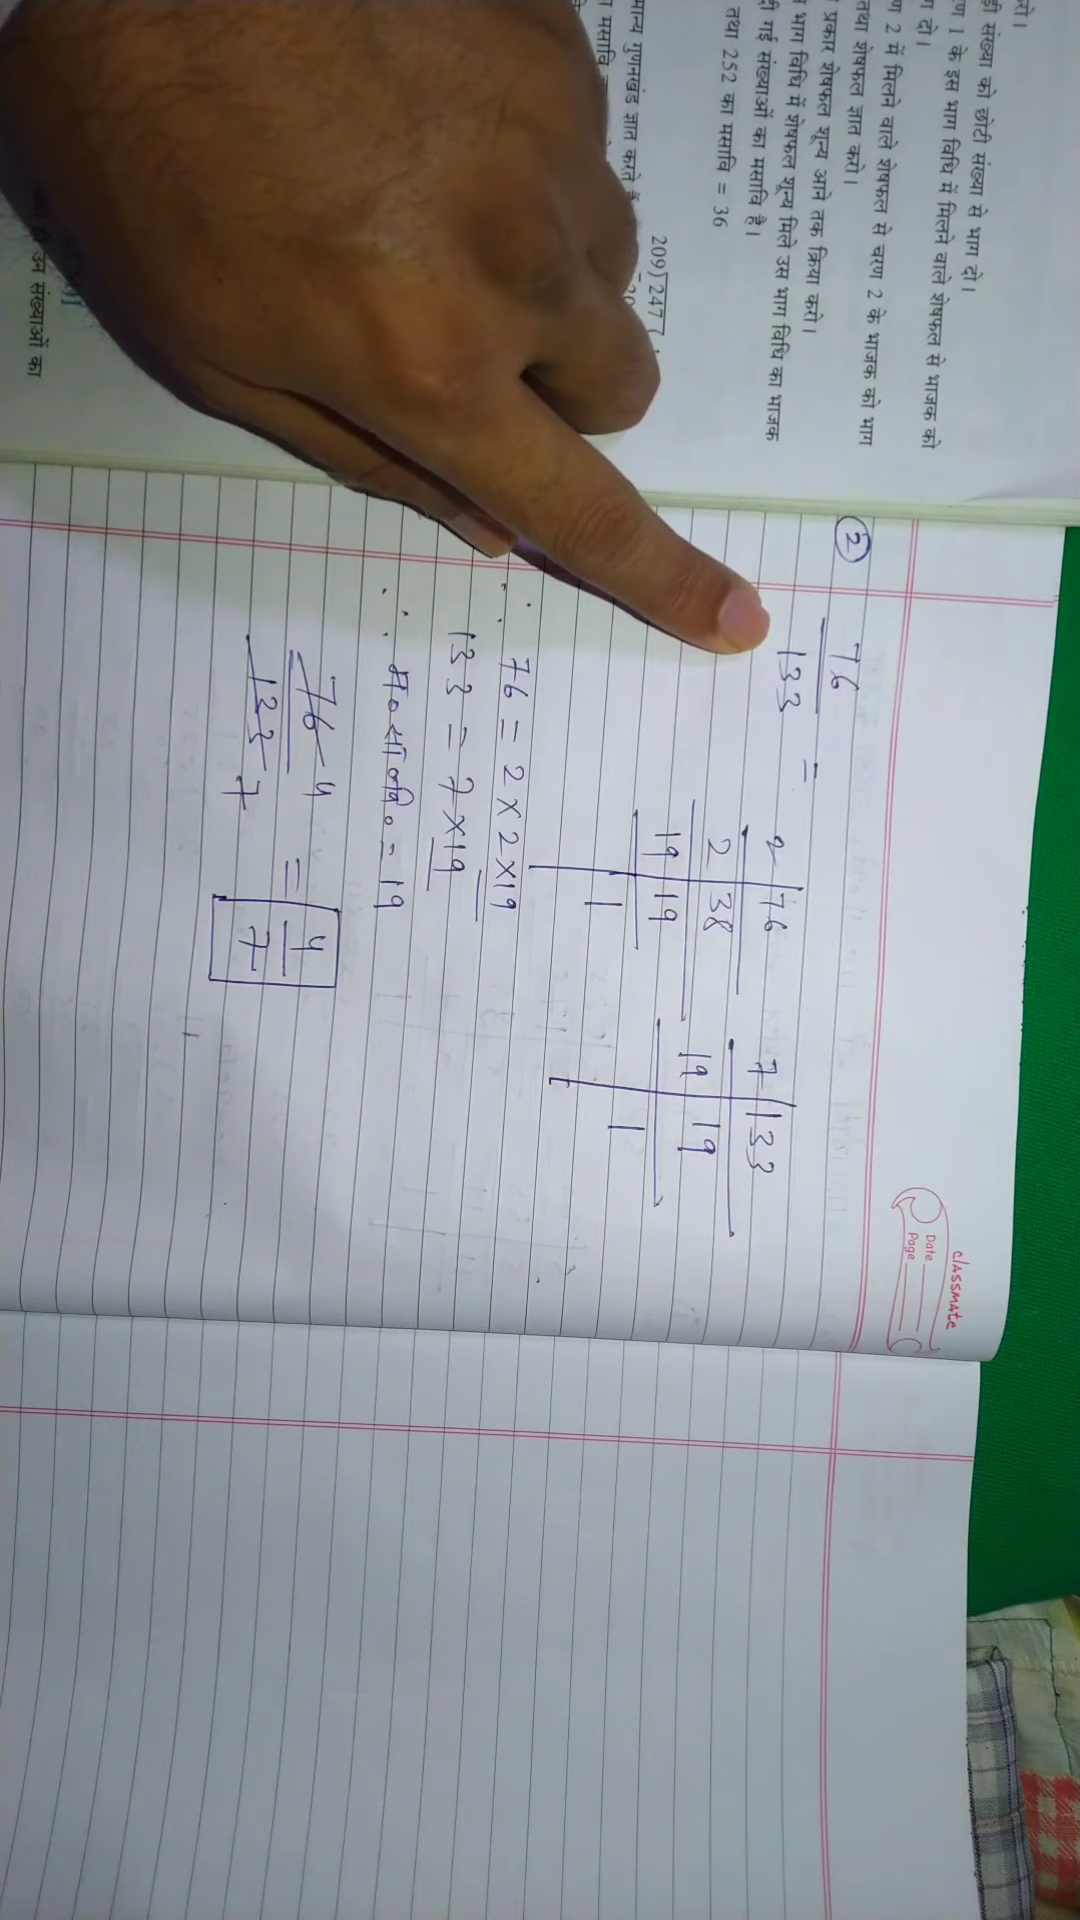 रो।
ड़ी संख्या को छोटी संख्या से भाग दो।
रण 1 के इस भाग विधि में मिलने वाले शेषफल से भाजक को
ग दो।
ण 2 में मिलने वाले शेषफल से चरण 2 के भाजक को भाग
तथा शेषफल ज्ञात करो।
प्रकार शेषफल शून्य आने तक क्रिया करो।
भाग विधि में शेषफल शून्य मिले उस भाग विधि का भाजक
दी गई संख्याओं का मसावि है।
तथा 252 का मसावि = 36
209)247(
मान्य गुणनखंड ज्ञात करते हैं
मसावि
उन संख्याओं का
classmate
Date
Page
② 76
133 =
2 76
2 38
19 19
1
7 133
19 19
1
∴ 76 = 2 × 2 × 19
133 = 7 × 19
∴ म॰सा॰वि॰ = 19
76 4
133 7
= 4
7